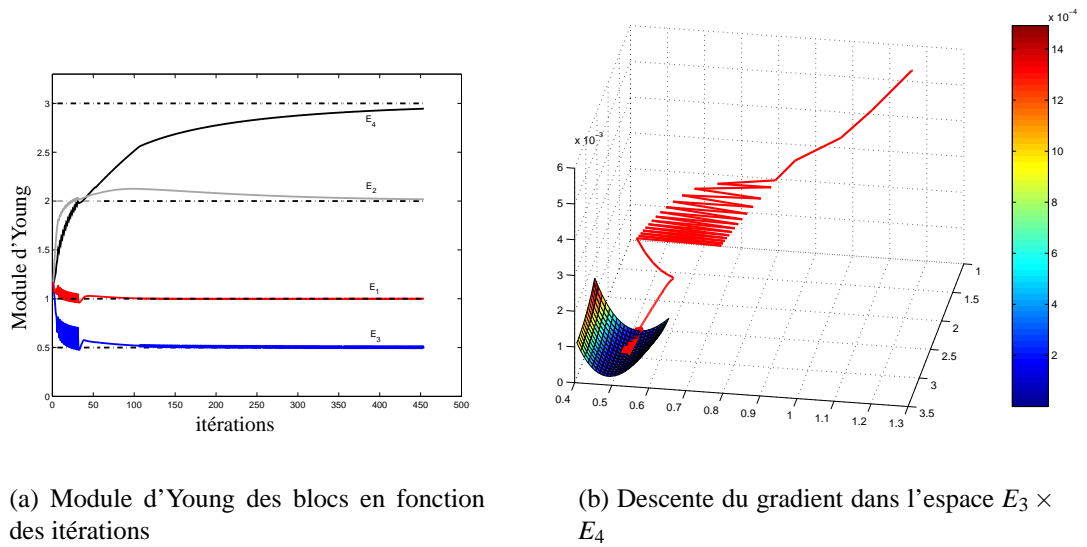 3
2.5
2
1.5
1
0.5
0
0 50 100 150 200 250 300 350 400 450 500
Module d'Young
itérations
E4
E2
E1
E3
x 10−3
6
5
4
3
2
1
0
0.4 0.5 0.6 0.7 0.8 0.9 1 1.1 1.2 1.3
1
1.5
2
2.5
3
3.5
x 10−4
14
12
10
8
6
4
2
(a) Module d'Young des blocs en fonction
des itérations
(b) Descente du gradient dans l'espace E3 ×
E4